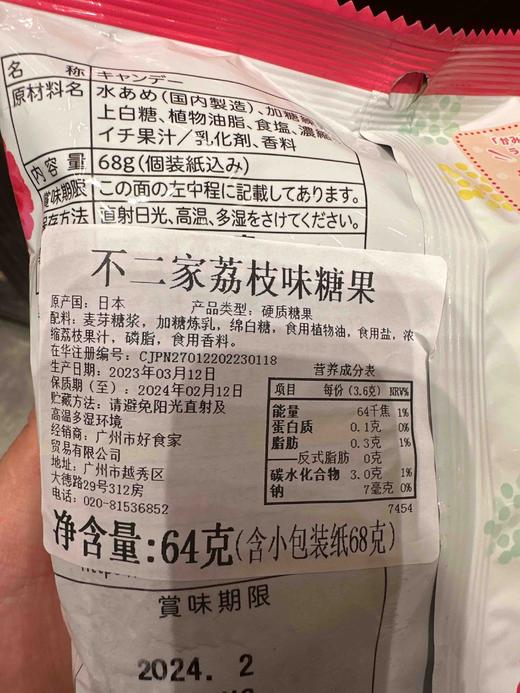 名 称 キャンデー
原材料名 水あめ(国内製造)、加糖練
上白糖、植物油脂、食塩、濃縮
イチ果汁/乳化剤、香料
内容量 68g(個装紙込み)
賞味期限 この面の左中程に記載してあります。
保存方法 直射日光、高温、多湿をさけてください。
不二家荔枝味糖果
原产国：日本 产品类型：硬质糖果
配料：麦芽糖浆，加糖炼乳，绵白糖，食用植物油，食用盐，浓
缩荔枝果汁，磷脂，食用香料。
在华注册编号：CJPN27012202230118
生产日期：2023年03月12日
保质期（至）：2024年02月12日
贮藏方法：请避免阳光直射及
高温多湿环境
经销商：广州市好食家
贸易有限公司
地址：广州市越秀区
大德路29号312房
电话：020-81536852
营养成分表
项目 每份（3.6克） NRV%
能量 64千焦 1%
蛋白质 0.1克 0%
脂肪 0.3克 1%
——反式脂肪 0克
碳水化合物 3.0克 1%
钠 7毫克 0%
7454
净含量:64克(含小包装纸68克)
賞味期限
2024. 2